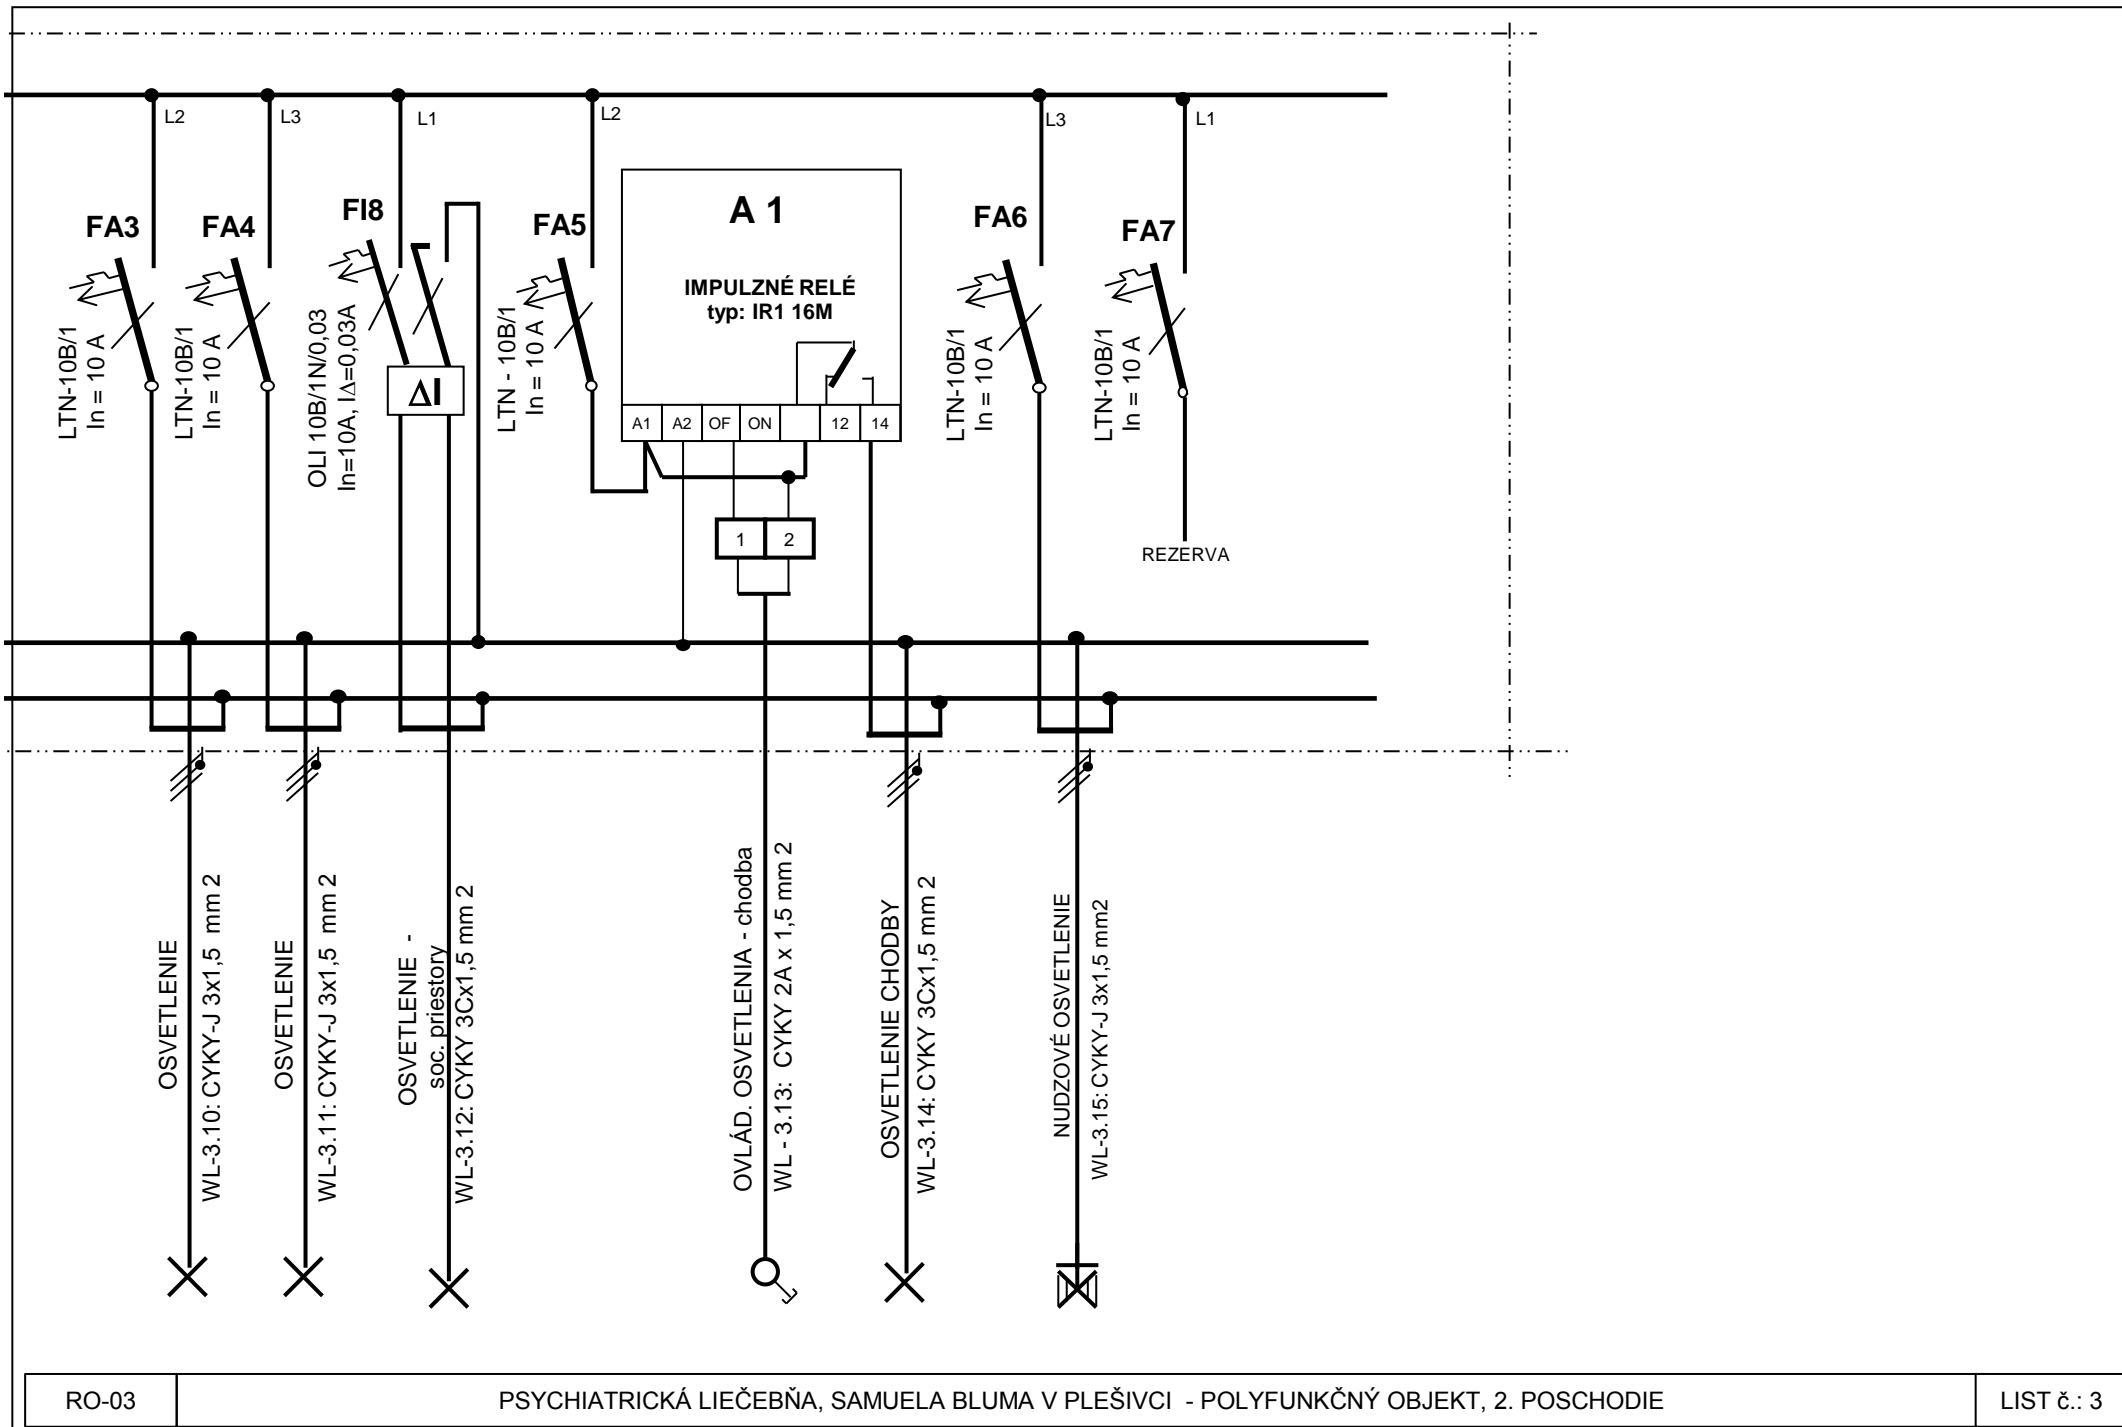 L2
L3
L1
L2
L3
L1
FA3
LTN-10B/1
In = 10 A
FA4
LTN-10B/1
In = 10 A
FI8
OLI 10B/1N/0,03
In=10A, I∆=0,03A
∆I
FA5
LTN - 10B/1
In = 10 A
A 1
IMPULZNÉ RELÉ
typ: IR1 16M
A1 A2 OF ON 12 14
1 2
FA6
LTN-10B/1
In = 10 A
FA7
LTN-10B/1
In = 10 A
REZERVA
OSVETLENIE
WL-3.10: CYKY-J 3x1,5 mm 2
OSVETLENIE
WL-3.11: CYKY-J 3x1,5 mm 2
OSVETLENIE -
soc. priestory
WL-3.12: CYKY 3Cx1,5 mm 2
OVLÁD. OSVETLENIA - chodba
WL - 3.13: CYKY 2A x 1,5 mm 2
OSVETLENIE CHODBY
WL-3.14: CYKY 3Cx1,5 mm 2
NUDZOVÉ OSVETLENIE
WL-3.15: CYKY-J 3x1,5 mm2
RO-03
PSYCHIATRICKÁ LIEČEBŇA, SAMUELA BLUMA V PLEŠIVCI - POLYFUNKČNÝ OBJEKT, 2. POSCHODIE
LIST č.: 3